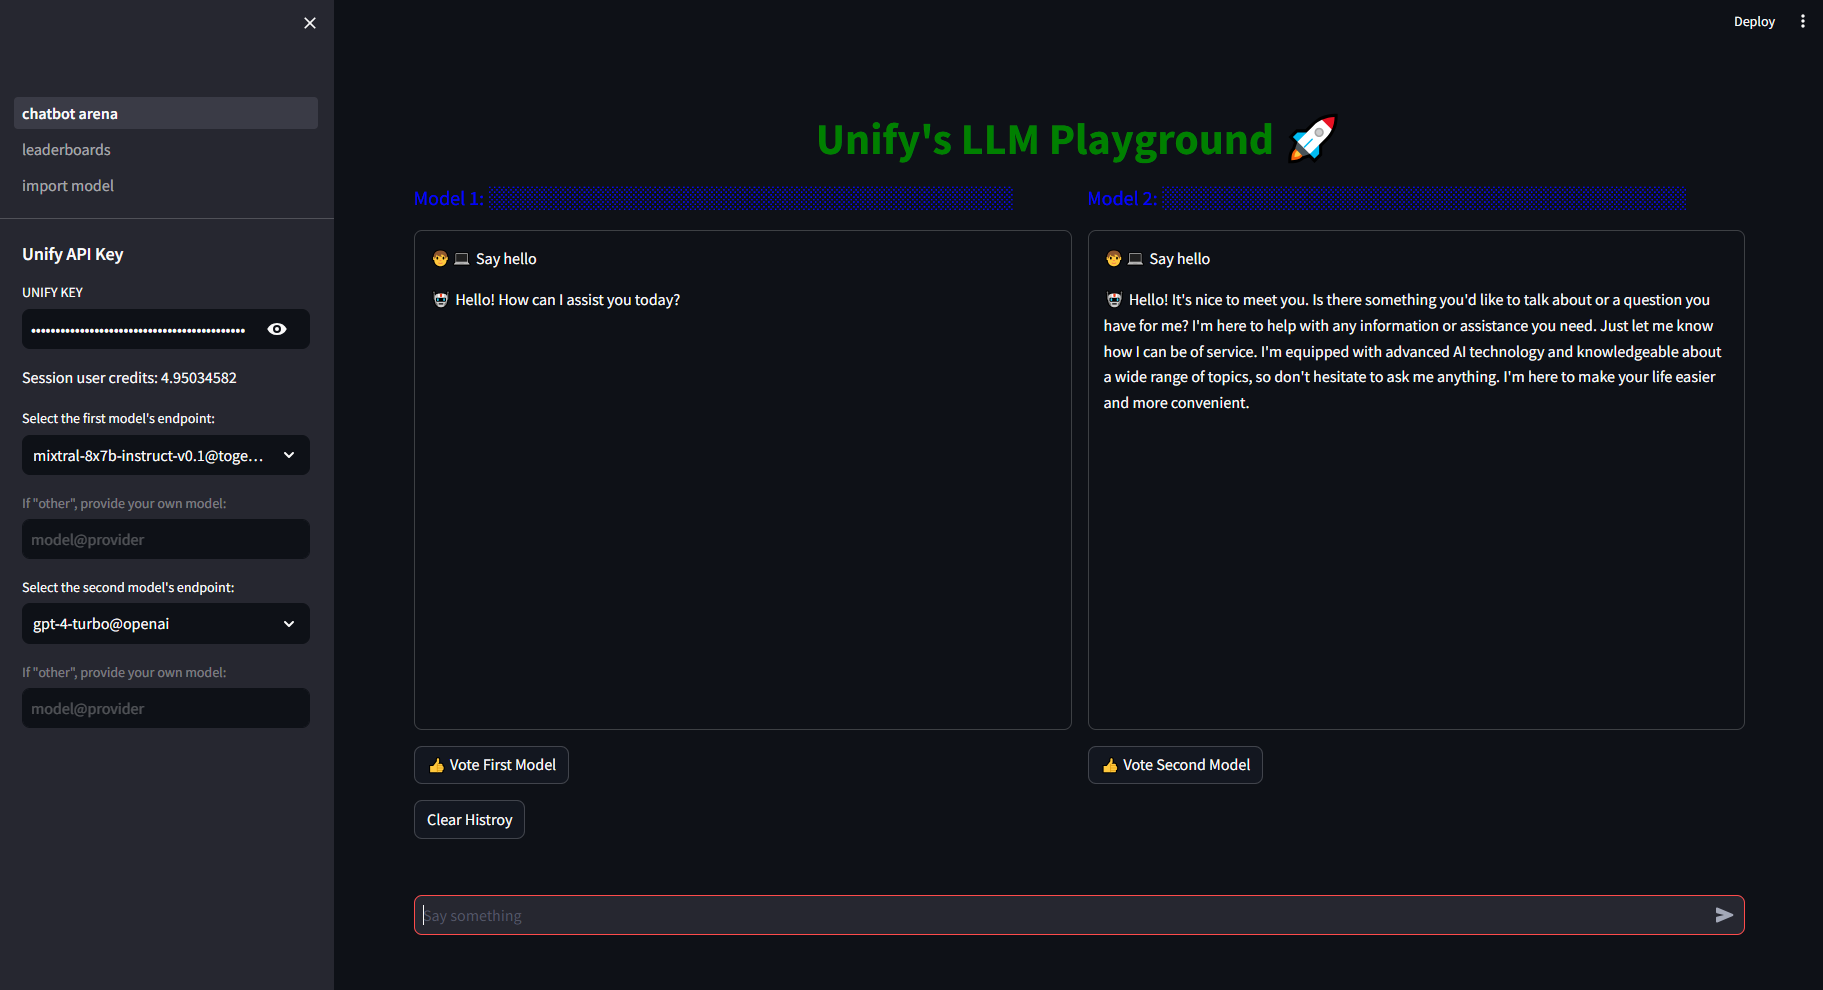 Deploy
chatbot arena
leaderboards
import model
Unify API Key
UNIFY KEY
••••••••••••••••••••••••••••••••••••••••••••
Session user credits: 4.95034582
Select the first model's endpoint:
mixtral-8x7b-instruct-v0.1@toge...
If "other", provide your own model:
model@provider
Select the second model's endpoint:
gpt-4-turbo@openai
If "other", provide your own model:
model@provider
Unify's LLM Playground 🚀
Model 1: ░░░░░░░░░░░░░░░░░░░░░░░░░░░░░░░░░░░░░░░░
🧑‍💻 Say hello
🤖 Hello! How can I assist you today?
👍 Vote First Model
Clear Histroy
Model 2: ░░░░░░░░░░░░░░░░░░░░░░░░░░░░░░░░░░░░░░░░
🧑‍💻 Say hello
🤖 Hello! It's nice to meet you. Is there something you'd like to talk about or a question you
have for me? I'm here to help with any information or assistance you need. Just let me know
how I can be of service. I'm equipped with advanced AI technology and knowledgeable about
a wide range of topics, so don't hesitate to ask me anything. I'm here to make your life easier
and more convenient.
👍 Vote Second Model
Say something